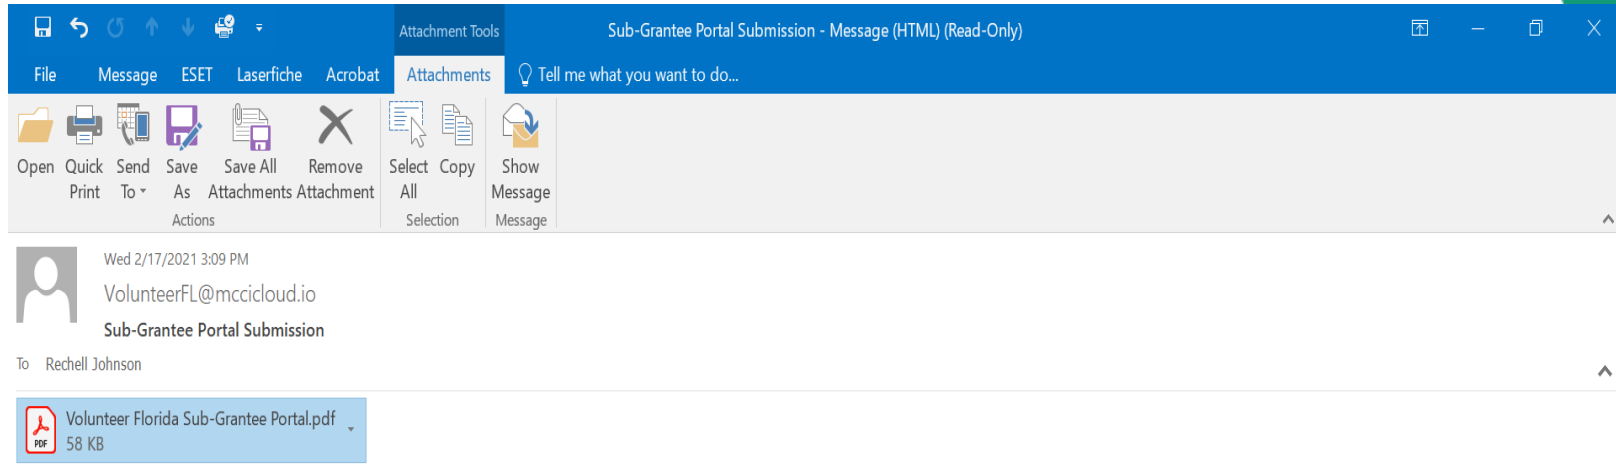 Attachment Tools
Sub-Grantee Portal Submission - Message (HTML) (Read-Only)
File Message ESET Laserfiche Acrobat Attachments Tell me what you want to do...
Open Quick Print Send To Save As Save All Attachments Remove Attachment Select All Copy Show Message
Actions Selection Message
Wed 2/17/2021 3:09 PM
VolunteerFL@mccicloud.io
Sub-Grantee Portal Submission
To Rechell Johnson
Volunteer Florida Sub-Grantee Portal.pdf
PDF
58 KB